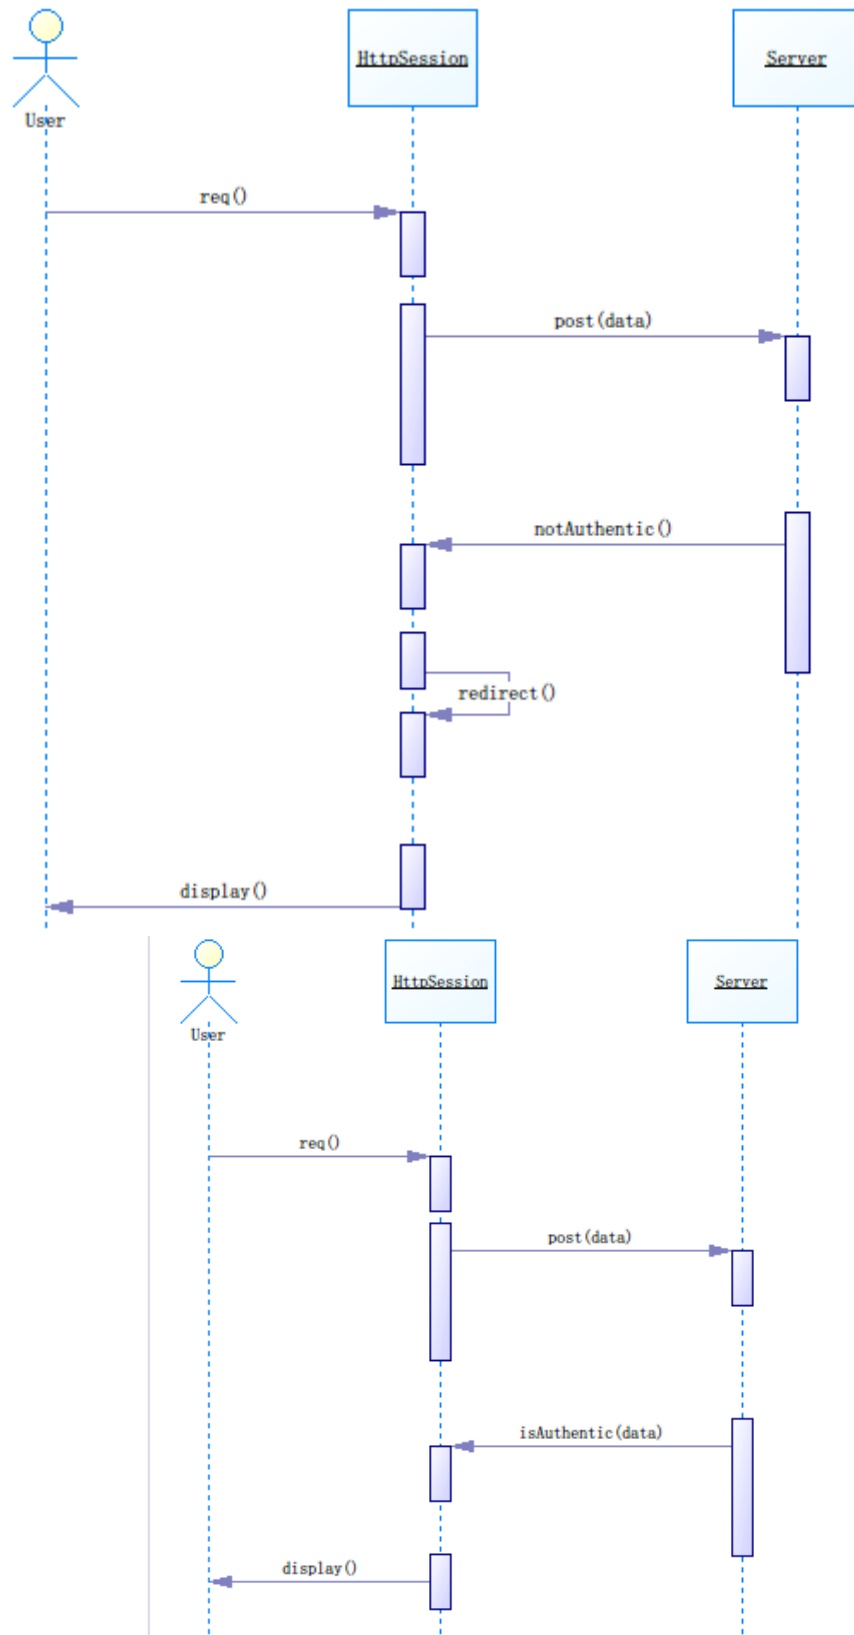 HttpSession
Server
User
req()
post(data)
notAuthentic()
redirect()
display()
HttpSession
Server
User
req()
post(data)
isAuthentic(data)
display()